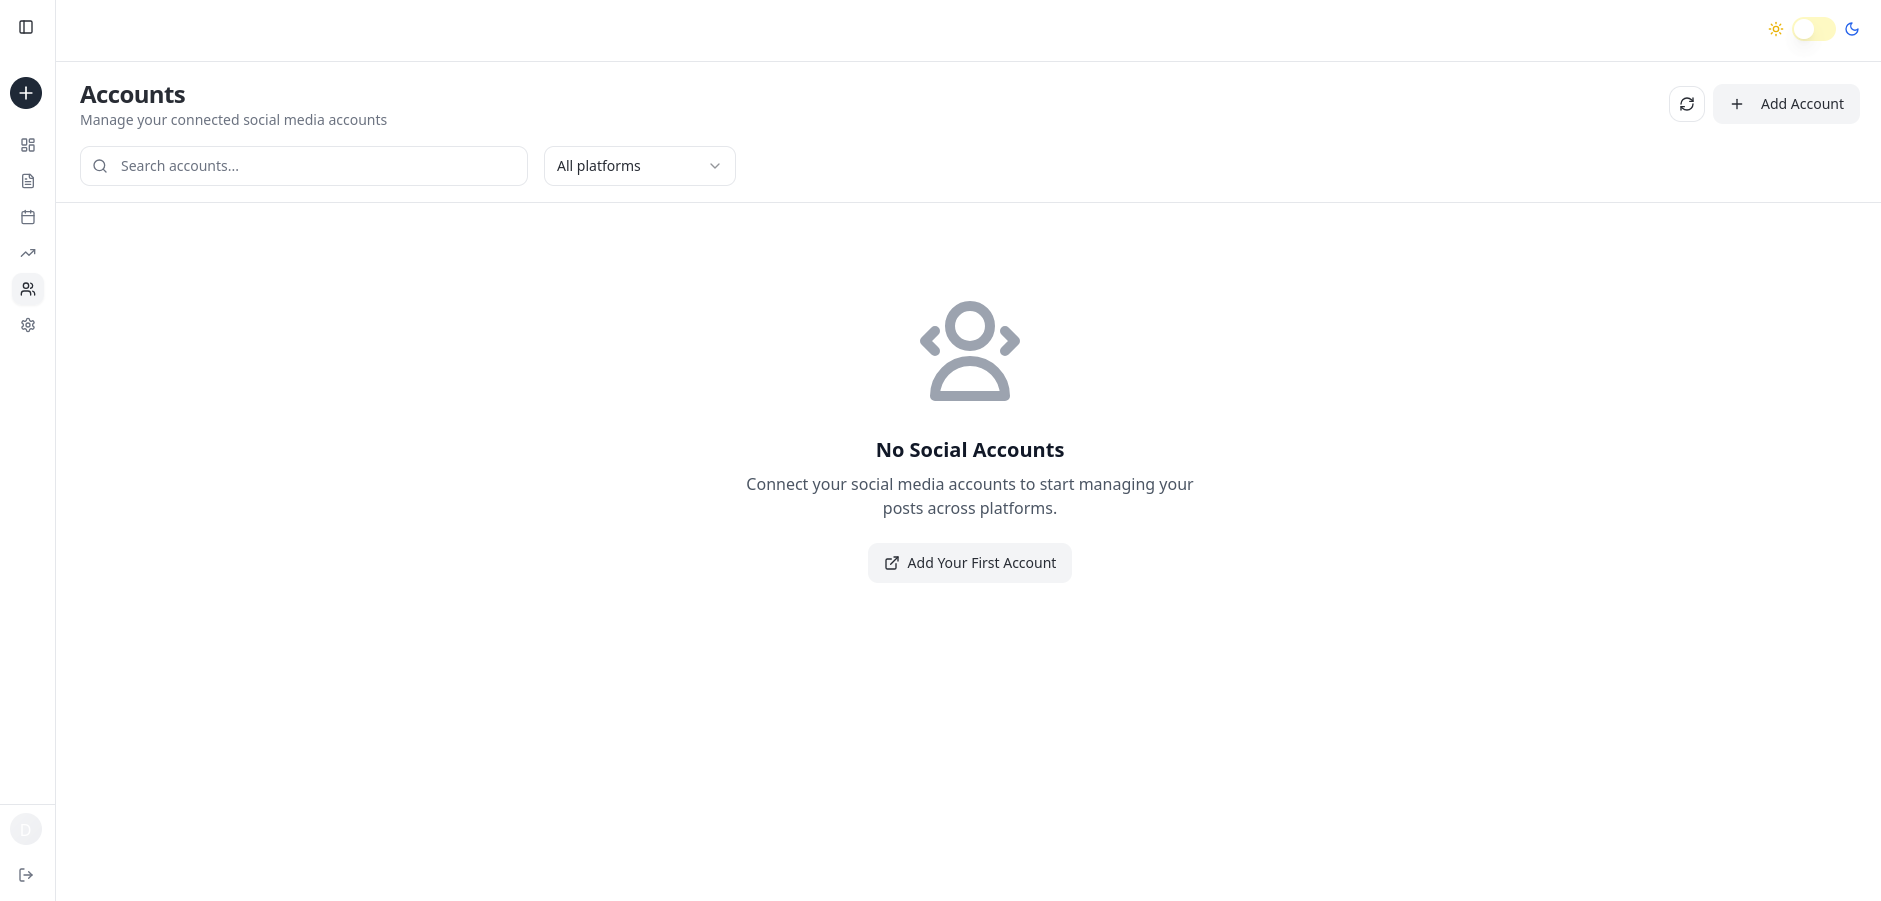 Accounts
Manage your connected social media accounts
Add Account
Search accounts...
All platforms
No Social Accounts
Connect your social media accounts to start managing your
posts across platforms.
Add Your First Account
D